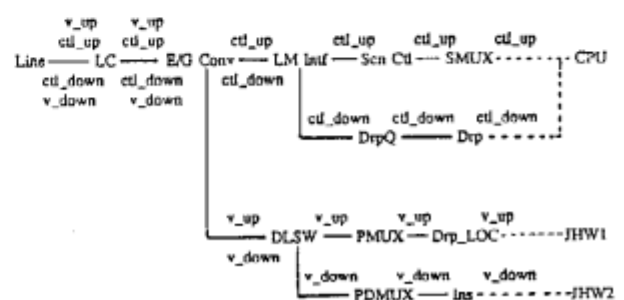 v_up v_up
ctl_up ctl_up ctl_up ctl_up ctl_up ctl_up
Line LC E/G Conv LM Intf Scn Ctl SMUX CPU
ctl_down ctl_down ctl_down
v_down v_down
ctl_down ctl_down ctl_down
DrpQ Drp
v_up v_up v_up v_up
DLSW PMUX Drp_LOC JHW1
v_down
v_down v_down v_down
PDMUX Ins JHW2